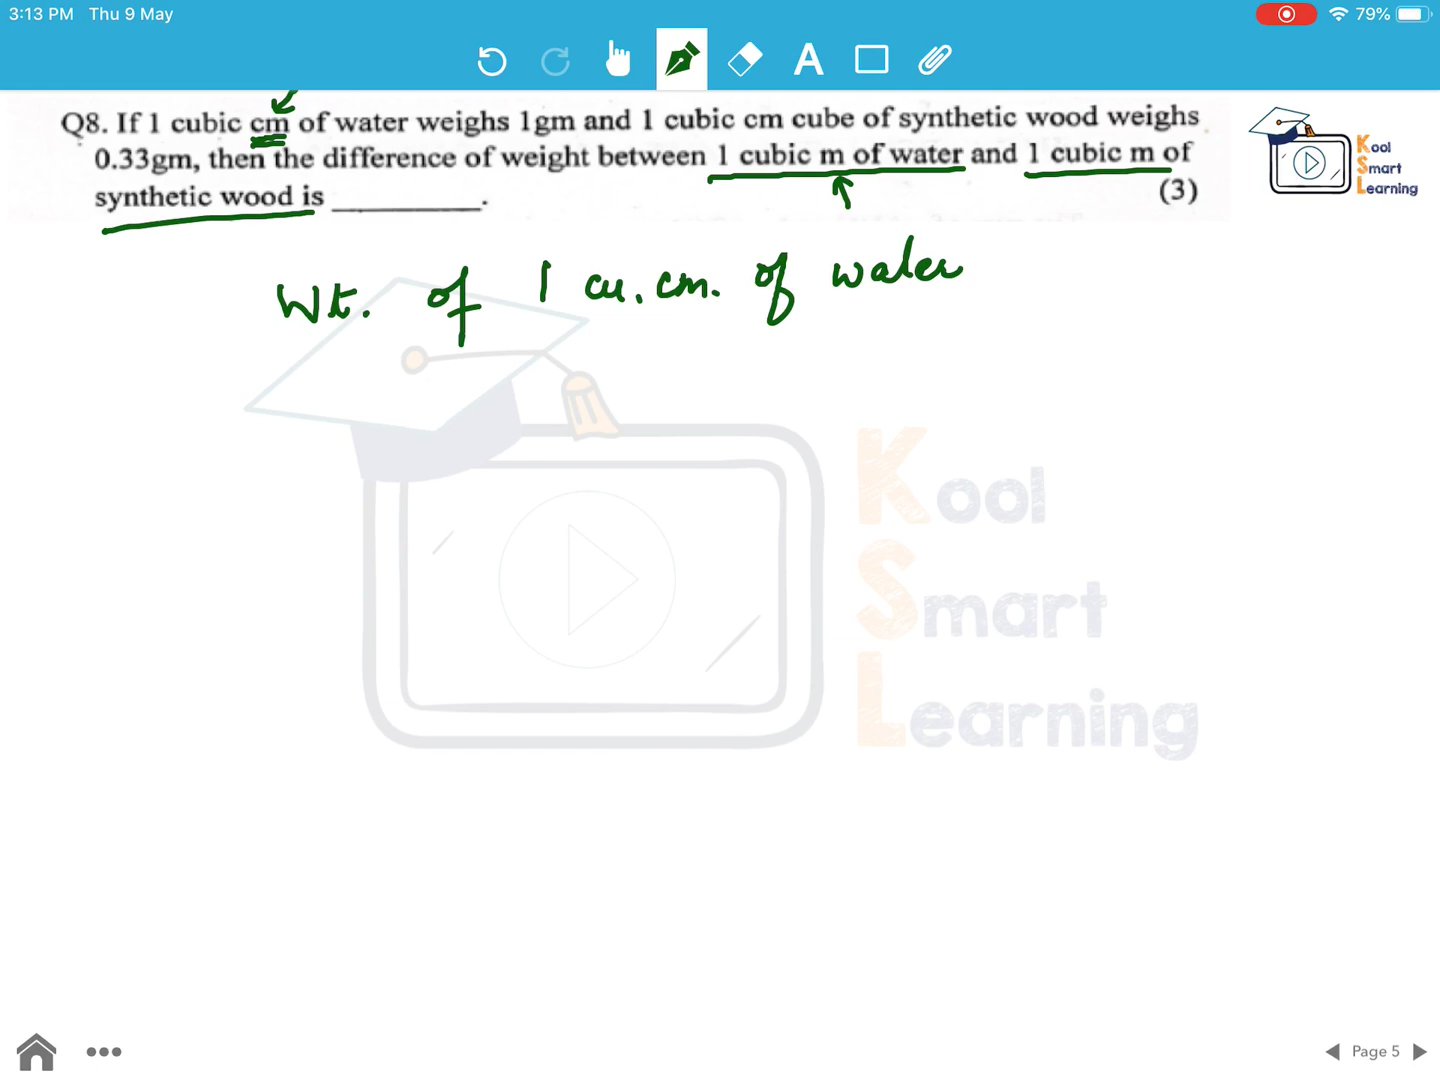 3:13 PM Thu 9 May
79%
A
Q8. If 1 cubic cm of water weighs 1gm and 1 cubic cm cube of synthetic wood weighs
0.33gm, then the difference of weight between 1 cubic m of water and 1 cubic m of
synthetic wood is __________.
(3)
Kool
Smart
Learning
Wt. of 1 cu. cm. of water
Kool
Smart
Learning
Page 5